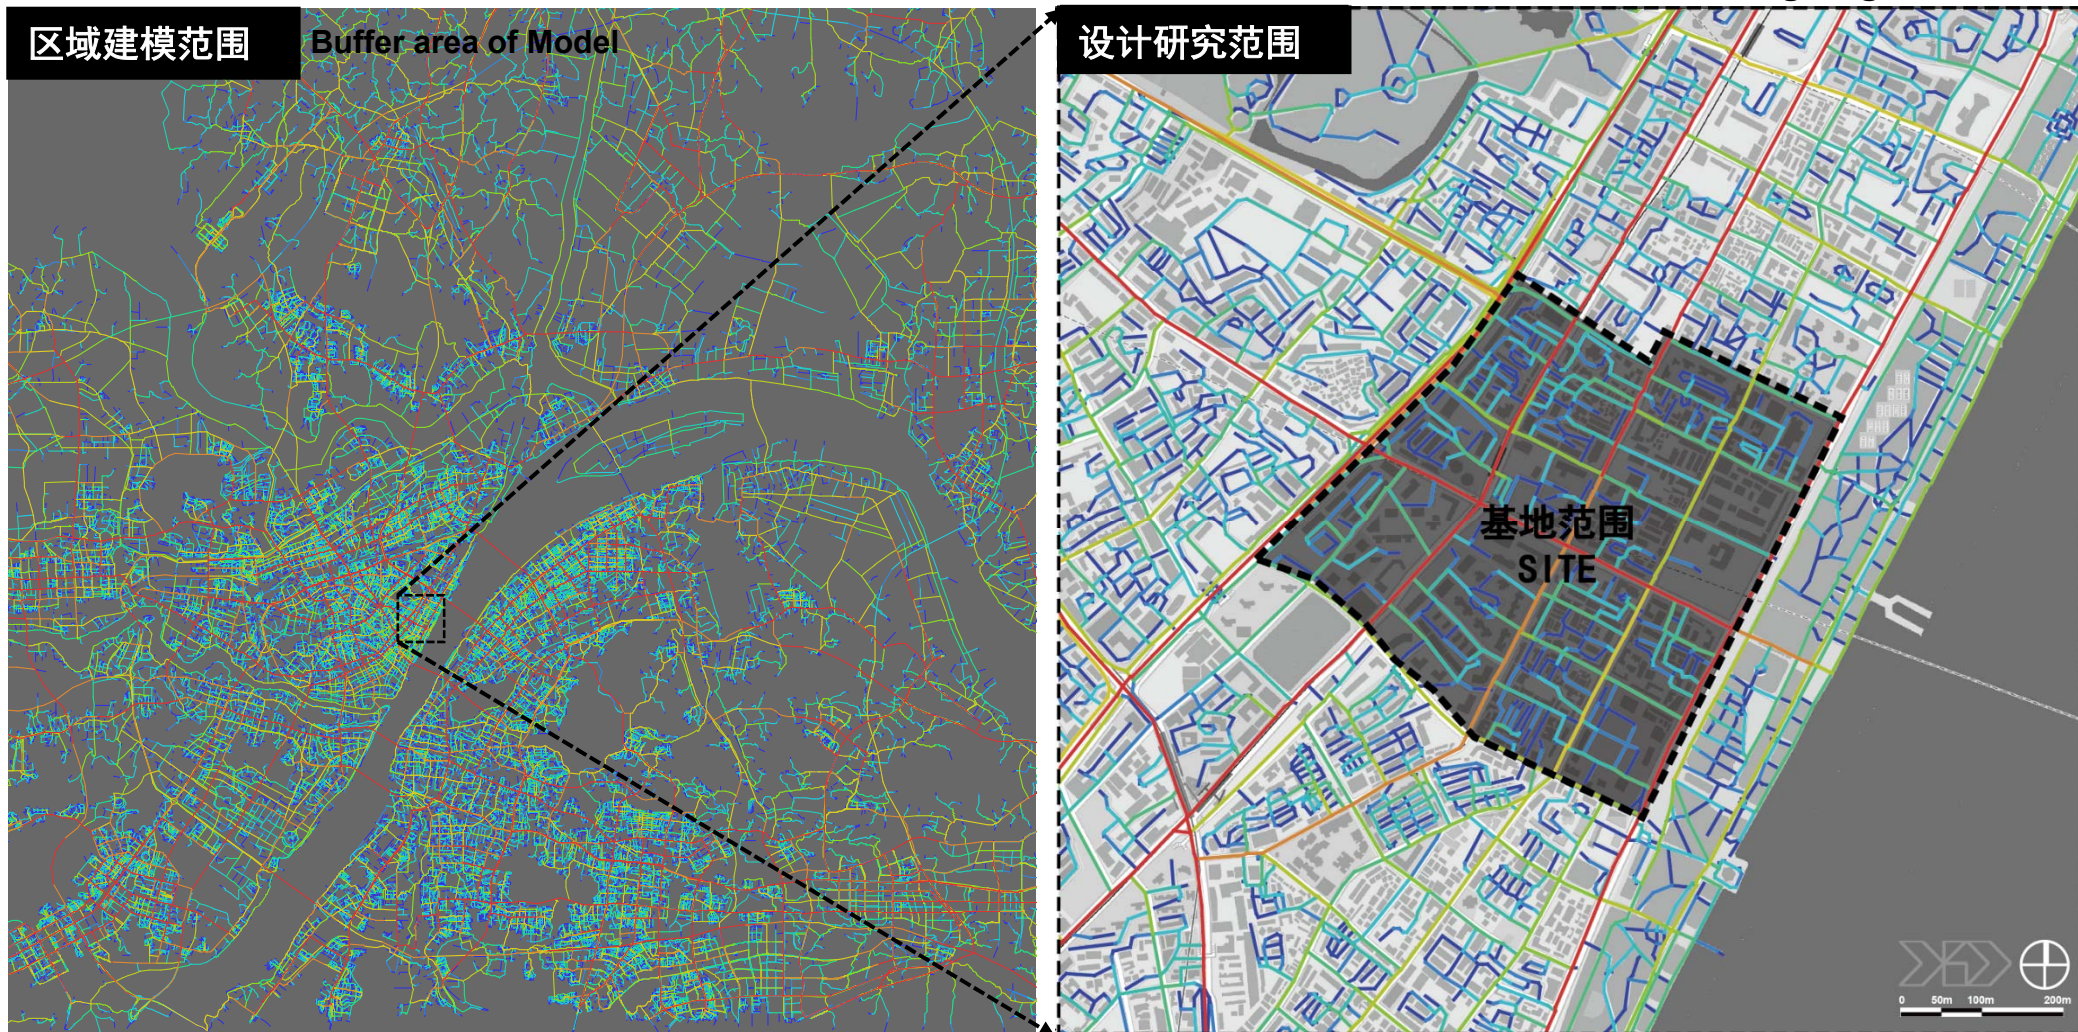 区域建模范围
Buffer area of Model
设计研究范围
基地范围
SITE
0 50m 100m 200m